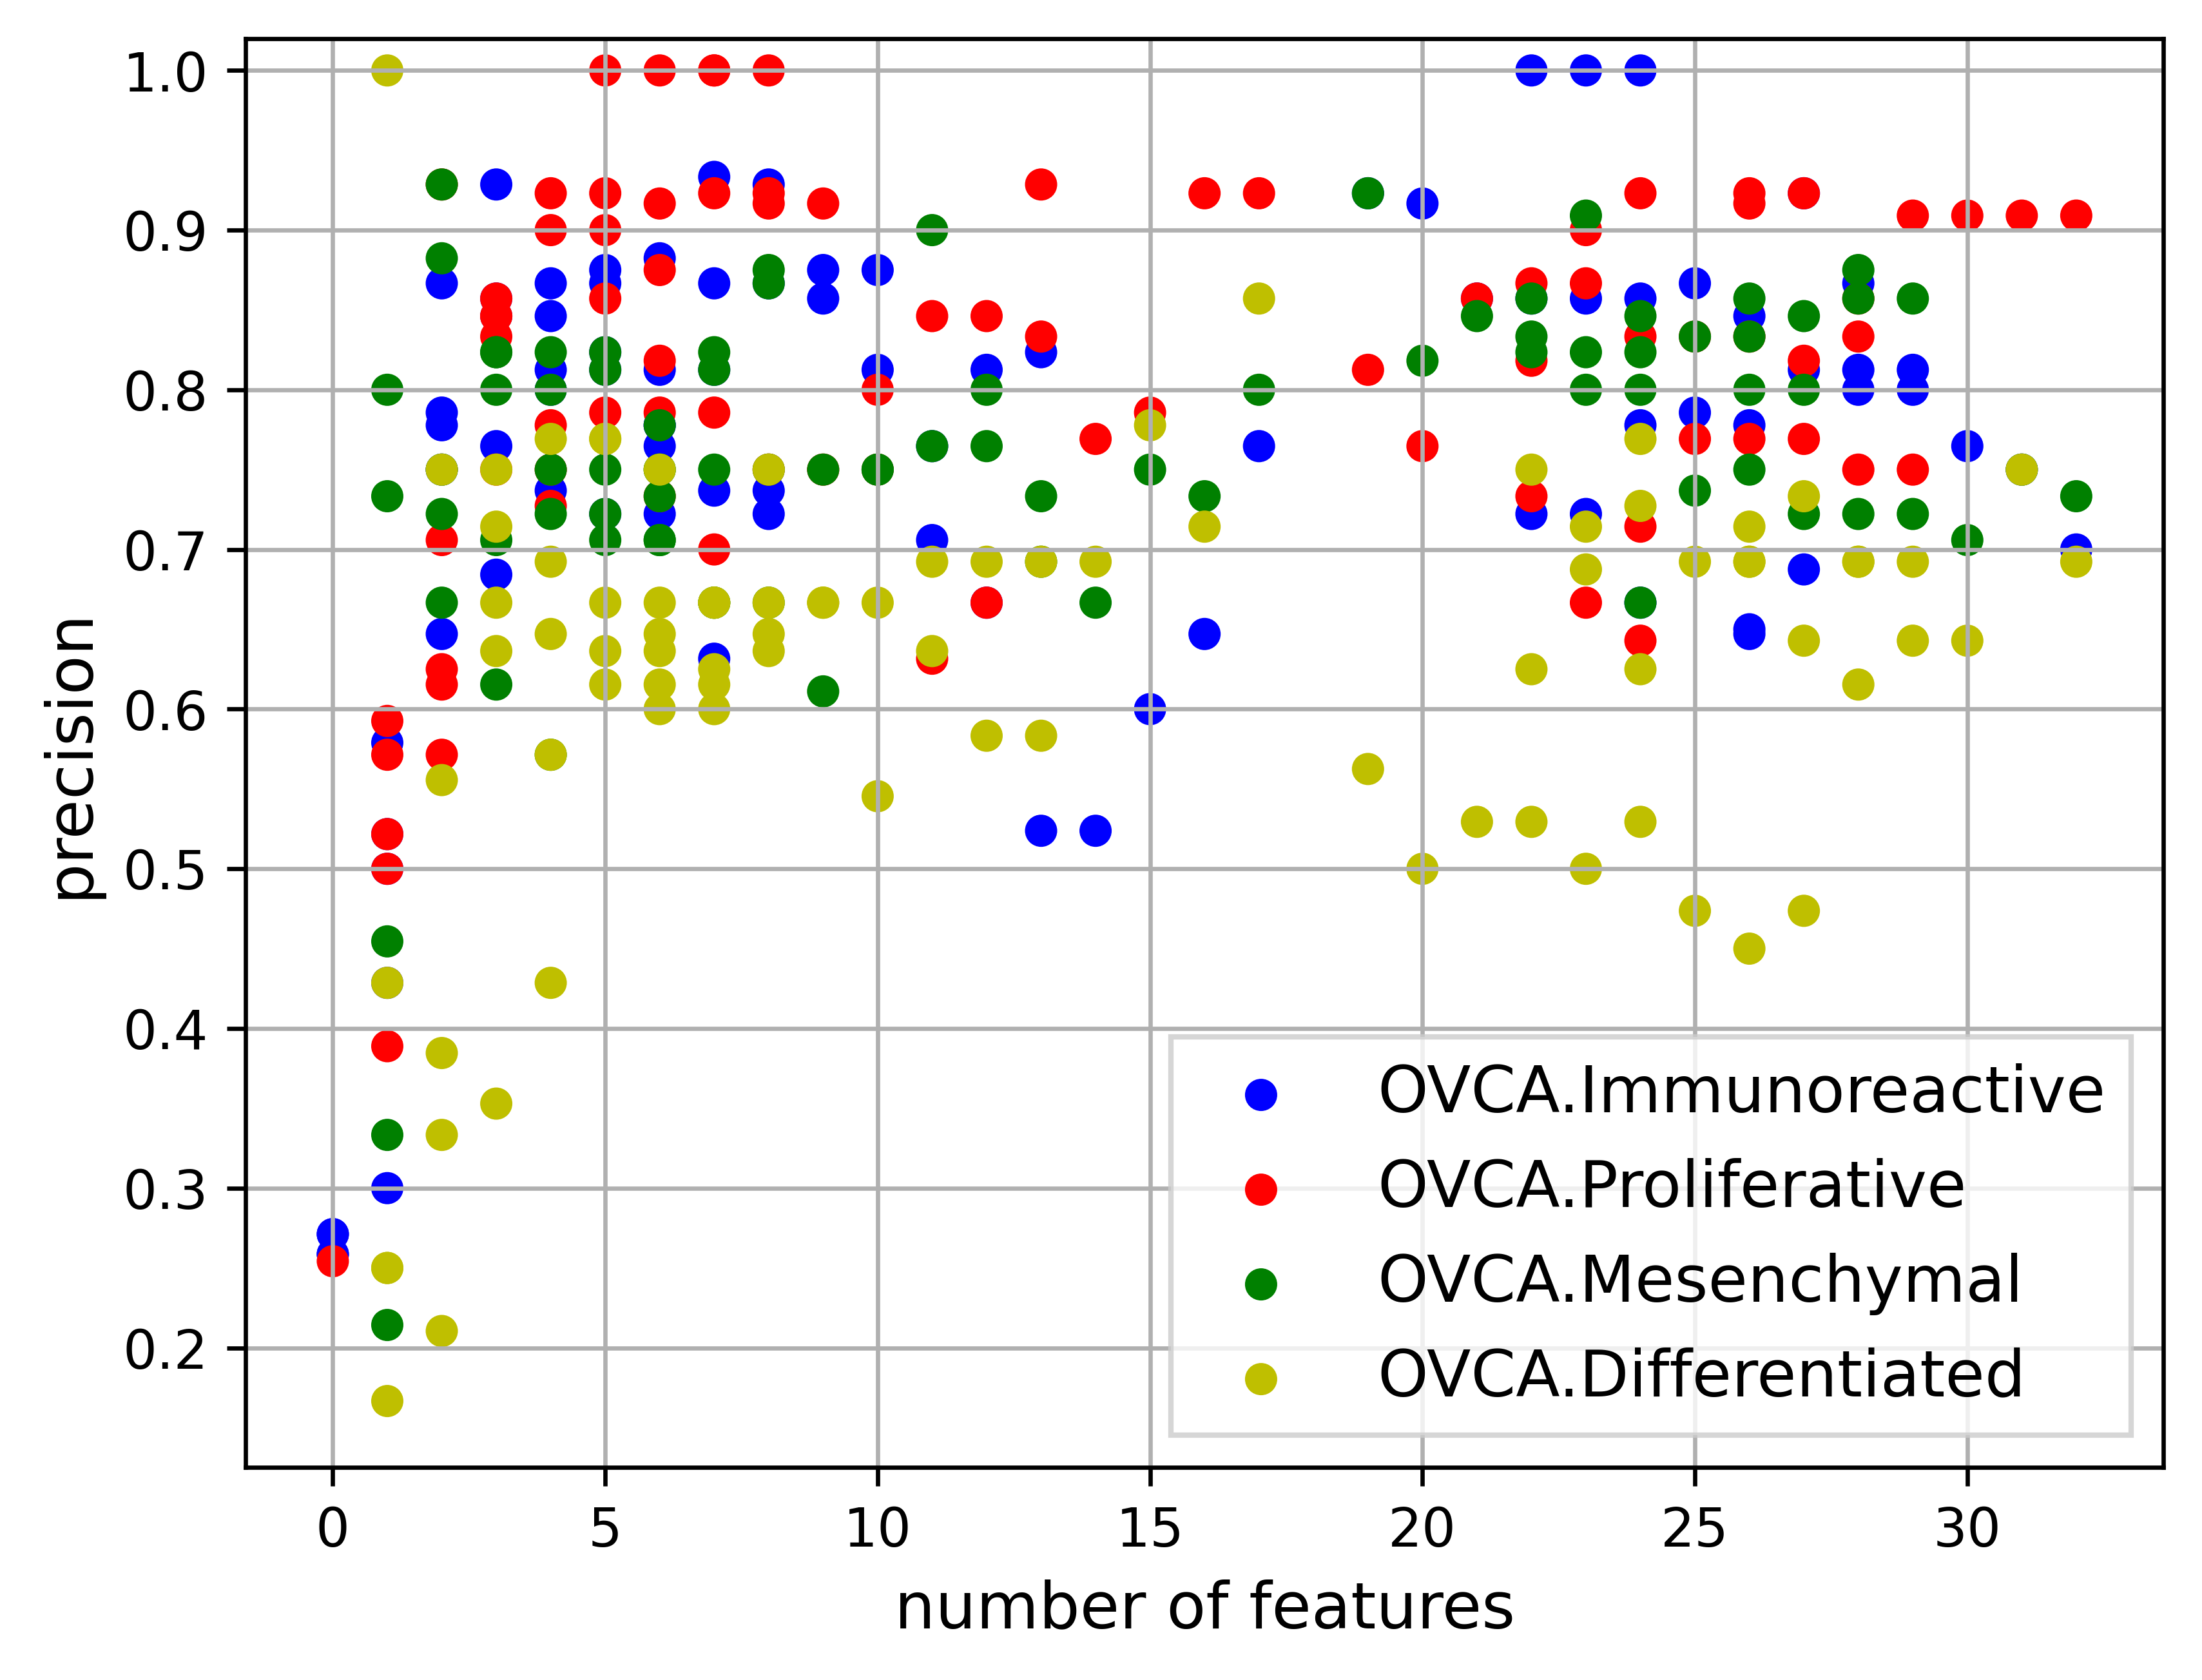 1.0
0.9
0.8
0.7
0.6
0.5
0.4
0.3
0.2
precision
0 5 10 15 20 25 30
number of features
OVCA.Immunoreactive
OVCA.Proliferative
OVCA.Mesenchymal
OVCA.Differentiated